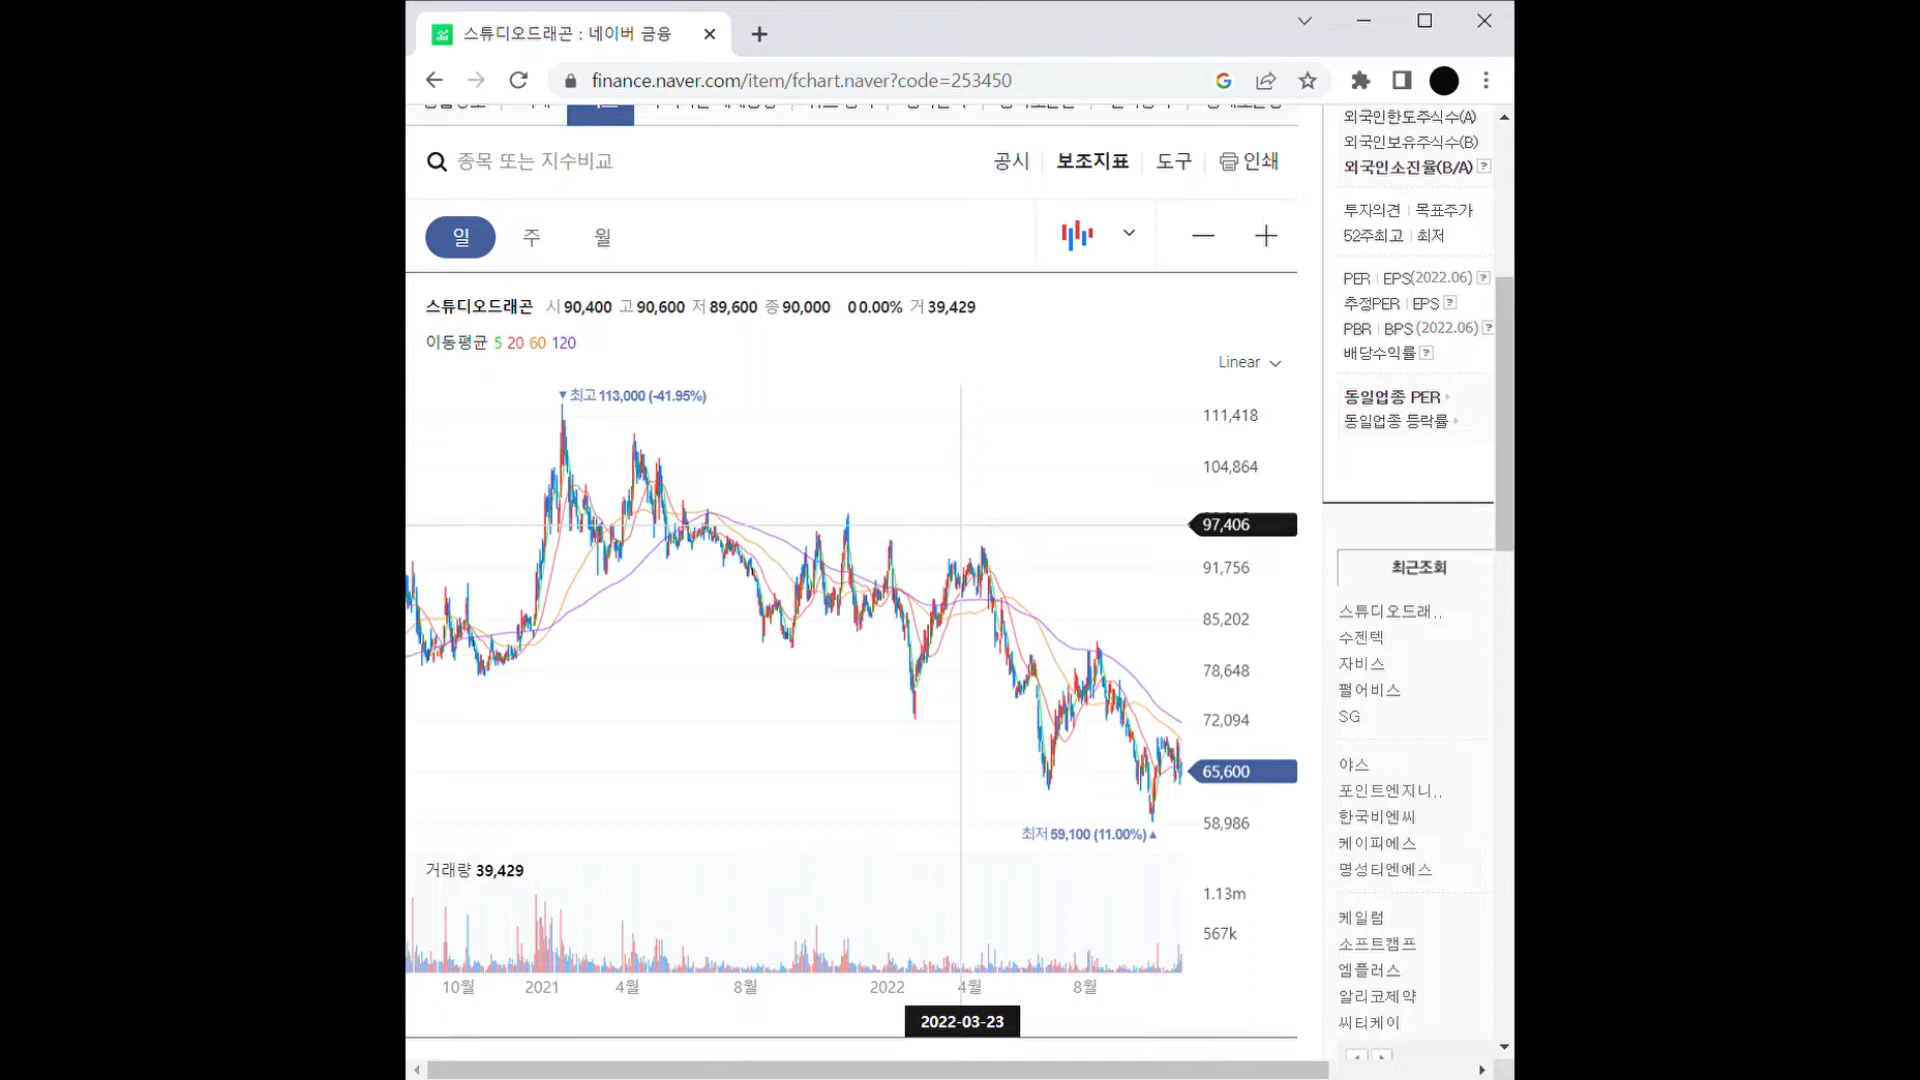 스튜디오드래곤 : 네이버 금융
finance.naver.com/item/fchart.naver?code=253450
종목 또는 지수비교
공시
보조지표
도구
인쇄
일
주
월
스튜디오드래곤 시 90,400 고 90,600 저 89,600 종 90,000 0 0.00% 거 39,429
이동평균 5 20 60 120
Linear
최고 113,000 (-41.95%)
111,418
104,864
97,406
91,756
85,202
78,648
72,094
65,600
58,986
최저 59,100 (11.00%)
거래량 39,429
1.13m
567k
10월 2021 4월 8월 2022 4월 8월
2022-03-23
외국인한도주식수(A)
외국인보유주식수(B)
외국인소진율(B/A) ?
투자의견 | 목표주가
52주최고 | 최저
PER | EPS(2022.06) ?
추정PER | EPS ?
PBR | BPS (2022.06) ?
배당수익률 ?
동일업종 PER
동일업종 등락률
최근조회
스튜디오드래..
수젠텍
자비스
펄어비스
SG
야스
포인트엔지니..
한국비엔씨
케이피에스
명성티엔에스
케일럼
소프트캠프
엠플러스
알리코제약
씨티케이